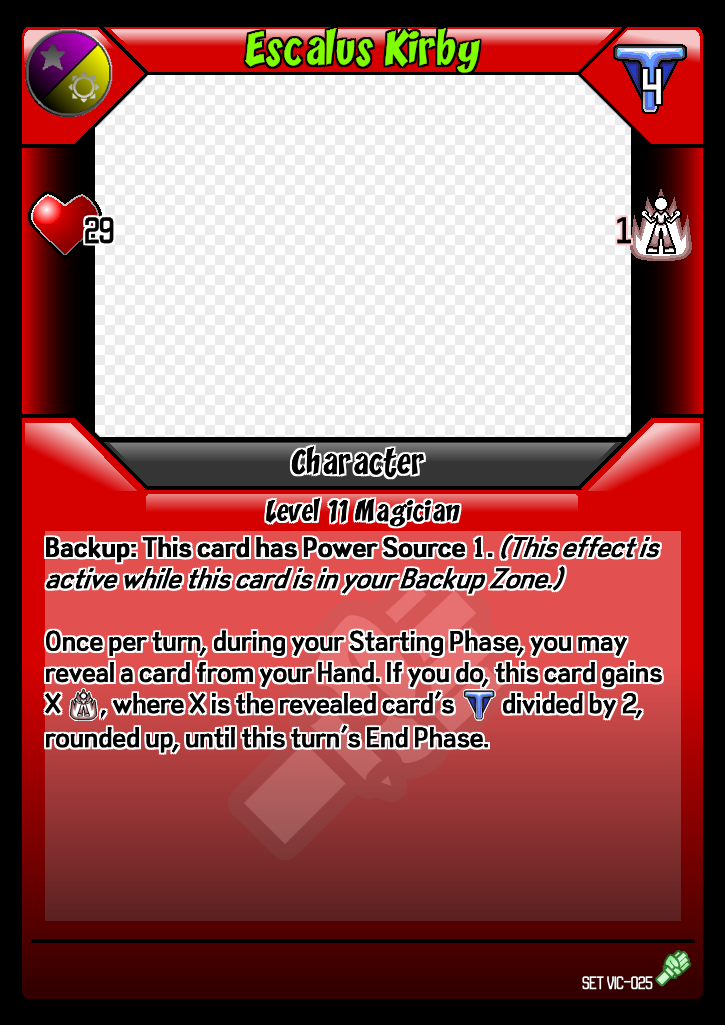 Escalus Kirby
4
29
1
Character
Level 11 Magician
Backup: This card has Power Source 1. (This effect is
active while this card is in your Backup Zone.)
Once per turn, during your Starting Phase, you may
reveal a card from your Hand. If you do, this card gains
X , where X is the revealed card's T divided by 2,
rounded up, until this turn's End Phase.
SET VIC-025